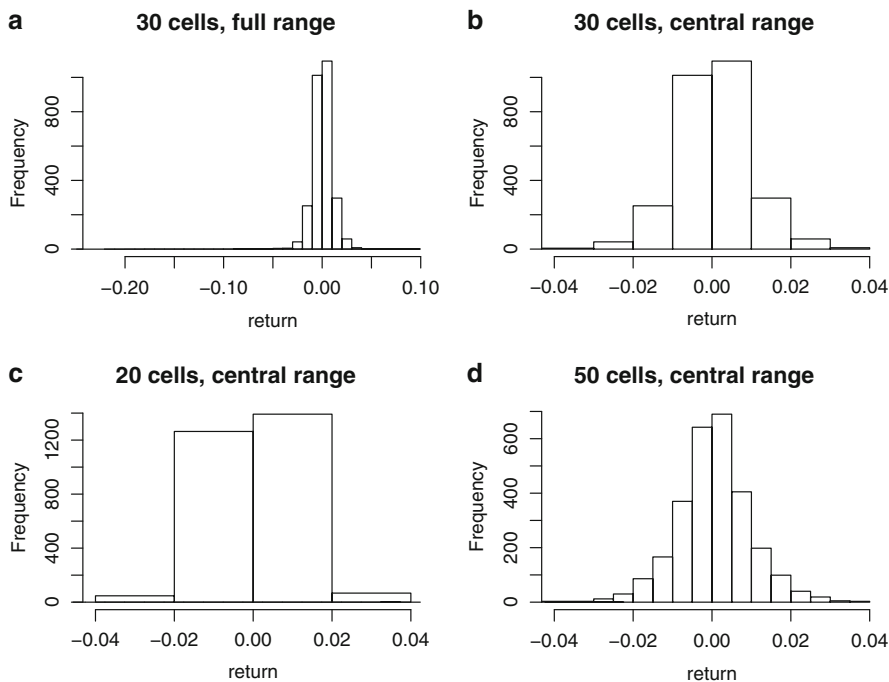 a 30 cells, full range
Frequency
0 400 800
−0.20 −0.10 0.00 0.10
return
b 30 cells, central range
Frequency
0 400 800
−0.04 −0.02 0.00 0.02 0.04
return
c 20 cells, central range
Frequency
0 400 800 1200
−0.04 −0.02 0.00 0.02 0.04
return
d 50 cells, central range
Frequency
0 200 400 600
−0.04 −0.02 0.00 0.02 0.04
return